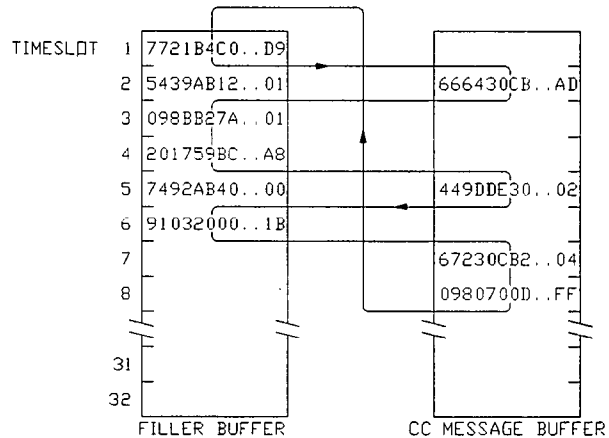 TIMESLOT 1 7721B4C0..D9
2 5439AB12..01 666430CB..AD
3 098BB27A..01
4 201759BC..A8
5 7492AB40..00 449DDE30..02
6 91032000..1B
7 67230CB2..04
8 0980700D..FF
31
32
FILLER BUFFER CC MESSAGE BUFFER